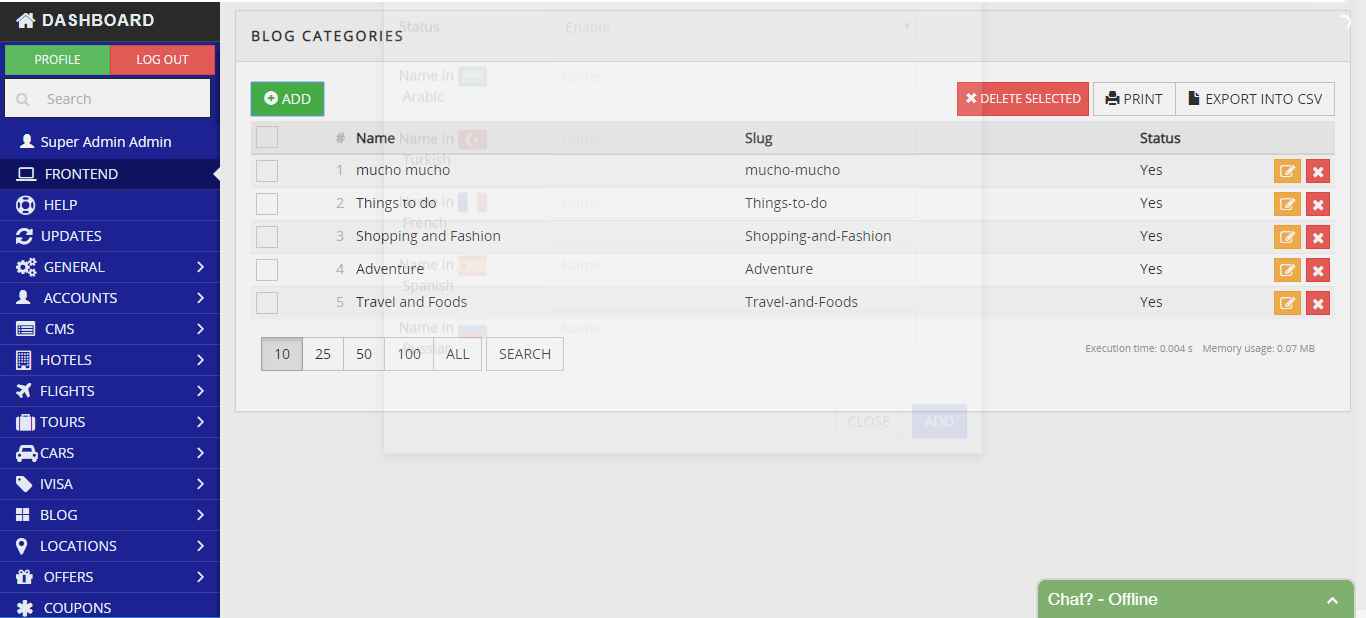 DASHBOARD
PROFILE LOG OUT
Search
Super Admin Admin
FRONTEND
HELP
UPDATES
GENERAL
ACCOUNTS
CMS
HOTELS
FLIGHTS
TOURS
CARS
IVISA
BLOG
LOCATIONS
OFFERS
COUPONS
BLOG CATEGORIES
ADD DELETE SELECTED PRINT EXPORT INTO CSV
# Name Slug Status
1 mucho mucho mucho-mucho Yes
2 Things to do Things-to-do Yes
3 Shopping and Fashion Shopping-and-Fashion Yes
4 Adventure Adventure Yes
5 Travel and Foods Travel-and-Foods Yes
10 25 50 100 ALL SEARCH
Execution time: 0.004 s Memory usage: 0.07 MB
Status Enable
Name in Arabic Name
Name in Turkish Name
Name in French Name
Name in Spanish Name
Name in Russian Name
CLOSE ADD
Chat? - Offline